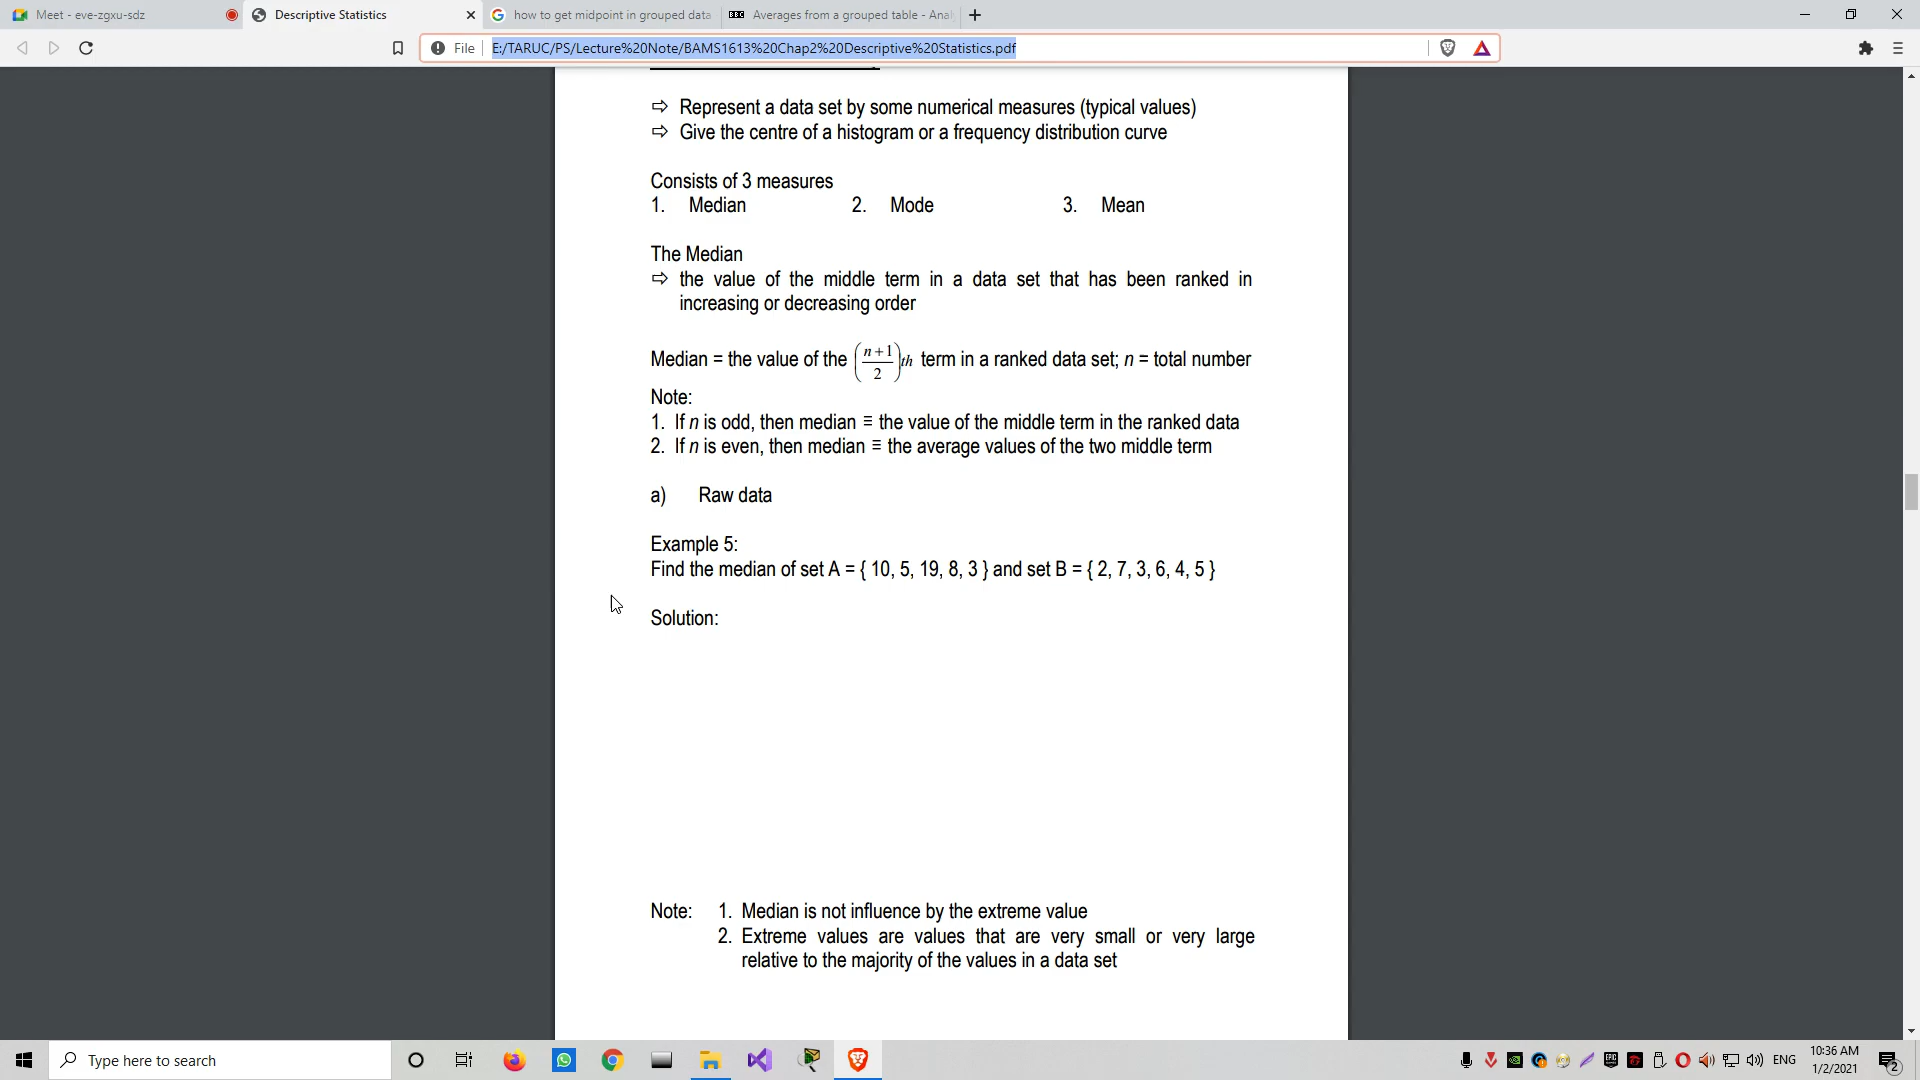 Meet - eve-zgxu-sdz
Descriptive Statistics
how to get midpoint in grouped data
BBC Averages from a grouped table - Ana
File E:/TARUC/PS/Lecture%20Note/BAMS1613%20Chap2%20Descriptive%20Statistics.pdf
⇨ Represent a data set by some numerical measures (typical values)
⇨ Give the centre of a histogram or a frequency distribution curve
Consists of 3 measures
1. Median 2. Mode 3. Mean
The Median
⇨ the value of the middle term in a data set that has been ranked in
increasing or decreasing order
Median = the value of the ((n+1)/2)th term in a ranked data set; n = total number
Note:
1. If n is odd, then median ≡ the value of the middle term in the ranked data
2. If n is even, then median ≡ the average values of the two middle term
a) Raw data
Example 5:
Find the median of set A = { 10, 5, 19, 8, 3 } and set B = { 2, 7, 3, 6, 4, 5 }
Solution:
Note: 1. Median is not influence by the extreme value
2. Extreme values are values that are very small or very large
relative to the majority of the values in a data set
Type here to search
ENG
10:36 AM
1/2/2021
2